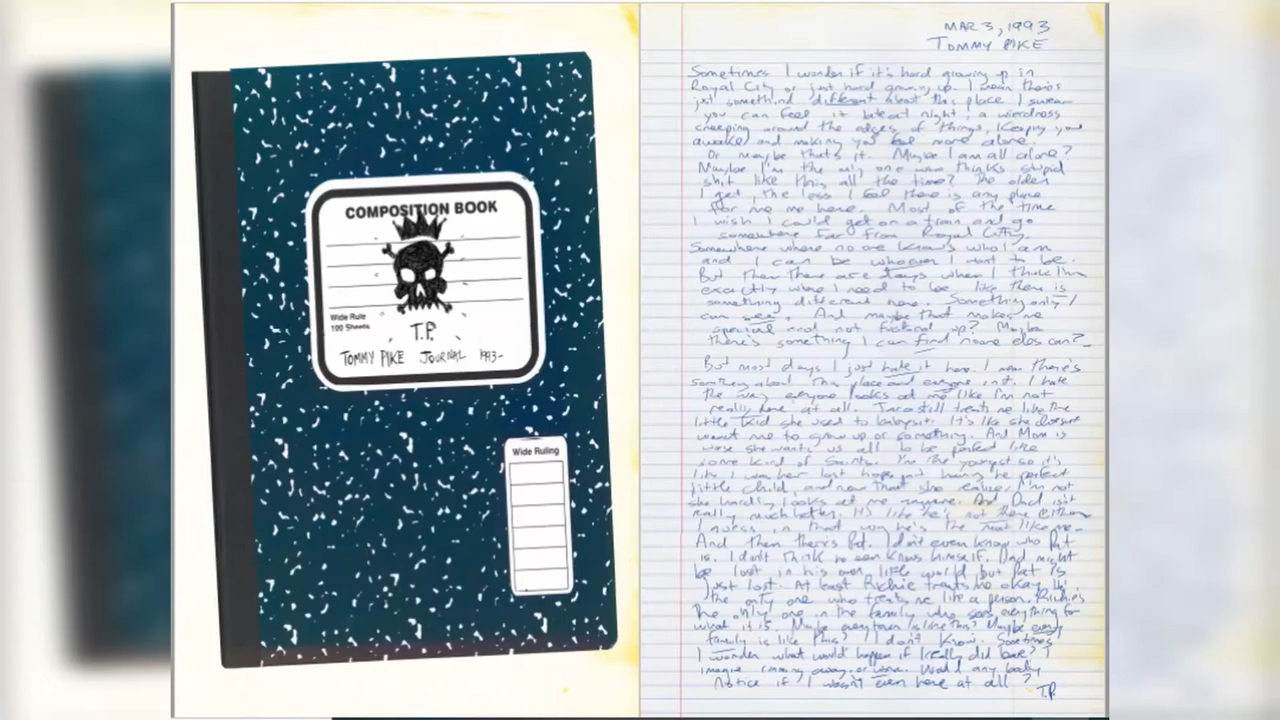 COMPOSITION BOOK
Wide Rule
100 Sheets
T.P.
TOMMY PIKE JOURNAL 1993-
Wide Ruling
MAR 3, 1993
TOMMY PIKE
Sometimes I wonder if it's hard growing up in
Royal City or just hard growing up. I mean there's
just something different about this place I swear
you can feel it late at night, a wierdness
creeping around the edges of things, keeping you
awake and making you feel more alone.
Or maybe that's it. Maybe I am all alone?
Maybe I'm the only one who thinks stupid
shit like this all the time? The older
I get, the less I feel there is any place
for me here. Most of the time
I wish I could get on a train and go
somewhere far from Royal City.
Somewhere where no one knows who I am
and I can be whoever I want to be.
But then there are days when I think I'm
exactly where I need to be like there is
something different here. Something only I
can see. And maybe that makes me
special and not fucked up? Maybe
there's something I can find no one elos can?
But most days I just hate it here. I mean there's
something about this place and everyone in it. I hate
the way everyone looks at me like I'm not
really here at all. Tara still treats me like the
little kid she used to babysit. It's like she doesnt
want me to grow up or something. And Mom is
worse she wants us all to be perfect like
some kind of Saints. I'm the youngest so it's
like I was her last hope at having the perfect
little child, and now that she I'm not
she hardly looks at me anymore. And Dad isn't
really much better, it's like he's not there either
I guess in that way he's the most like me.
And then there's Pat. I don't even know who Pat
is. I don't think he even knows himself. Dad might
be lost in his own little world but Pat is
just lost. At least Richie treats me okay
the only one who treats me like a person. Richie's
the only one in the family who sees everything for
what it is. Maybe every town is like this? Maybe every
family is like this? I don't know. Sometimes
I wonder what would happen if I really did leave? I
imagine running away or worse. Would any body
Notice if I wasn't even here at all?
T.P.